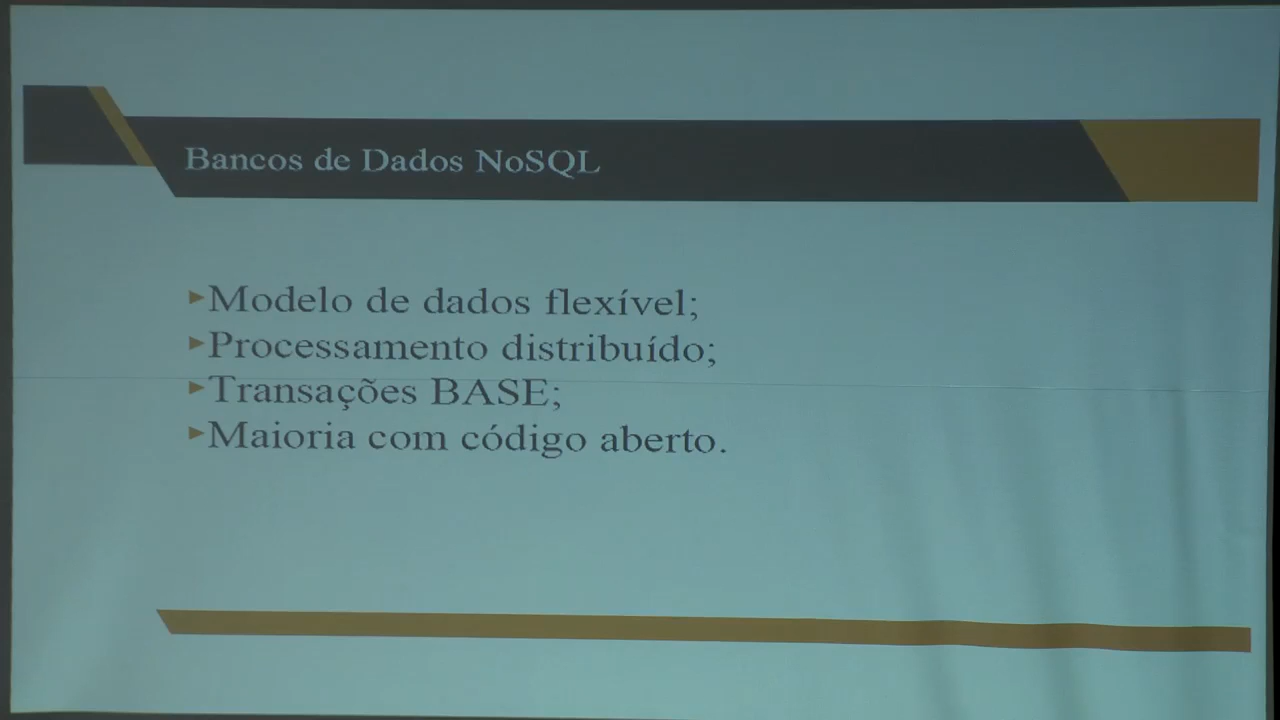 Bancos de Dados NoSQL
►Modelo de dados flexível;
►Processamento distribuído;
►Transações BASE;
►Maioria com código aberto.